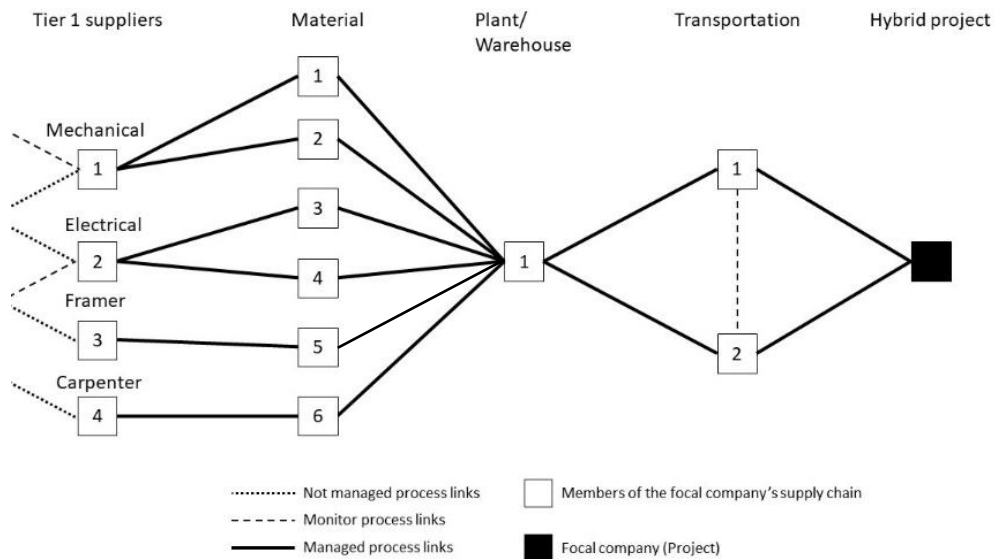 Tier 1 suppliers
Material
Plant/
Warehouse
Transportation
Hybrid project
Mechanical
1
Electrical
2
Framer
3
Carpenter
4
1
2
3
4
5
6
1
1
2
Not managed process links
Monitor process links
Managed process links
Members of the focal company's supply chain
Focal company (Project)